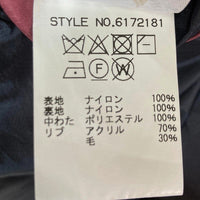 STYLE NO.6172181
表地 ナイロン 100%
裏地 ナイロン 100%
中わた ポリエステル 100%
リブ アクリル 70%
毛 30%